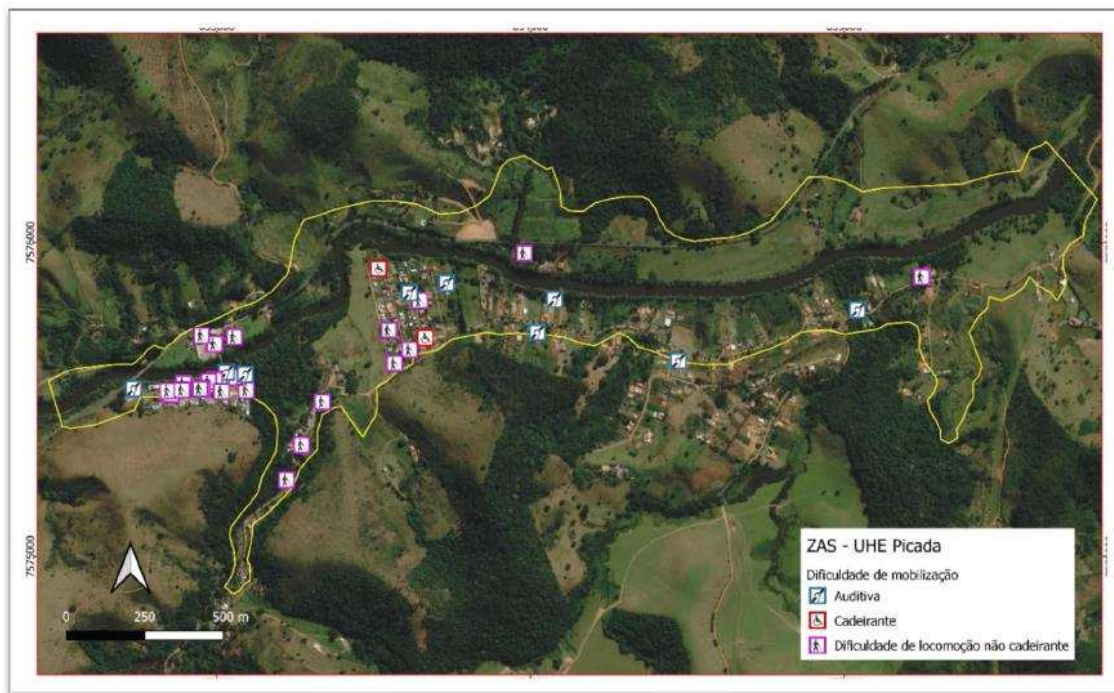 7576000
7575000
0 250 500 m
ZAS - UHE Picada
Dificuldade de mobilização
Auditiva
Cadeirante
Dificuldade de locomoção não cadeirante